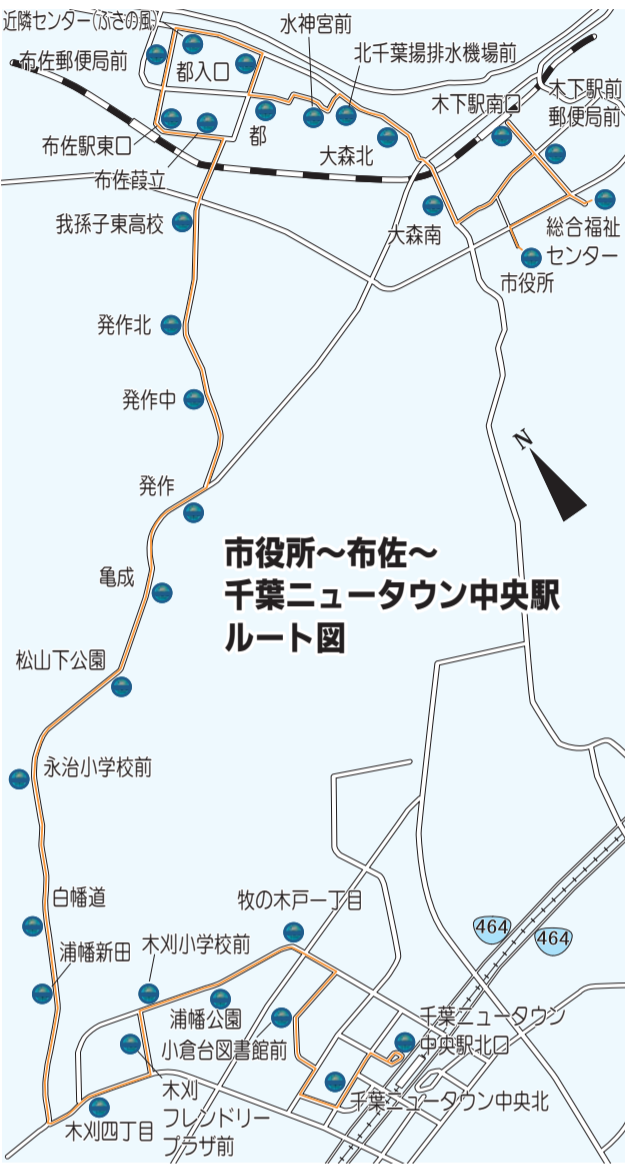 近隣センター(ふさの風)
水神宮前
布佐郵便局前
都入口
北千葉揚排水機場前
木下駅南口
木下駅前
郵便局前
布佐駅東口
都
大森北
布佐葭立
我孫子東高校
大森南
総合福祉
センター
市役所
発作北
発作中
N
発作
市役所～布佐～
千葉ニュータウン中央駅
ルート図
亀成
松山下公園
永治小学校前
白幡道
牧の木戸一丁目
464
464
浦幡新田
木刈小学校前
浦幡公園
小倉台図書館前
千葉ニュータウン
中央駅北口
木刈
フレンドリー
プラザ前
千葉ニュータウン中央北
木刈四丁目